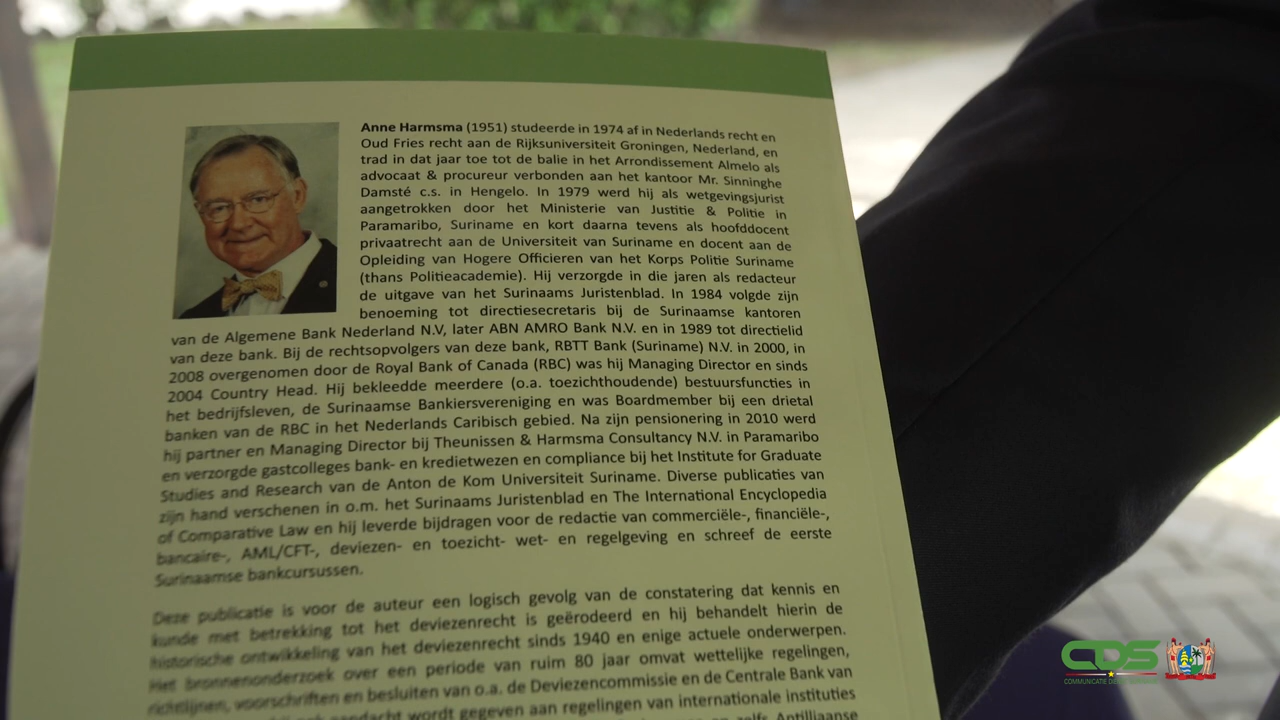 Anne Harmsma (1951) studeerde in 1974 af in Nederlands recht en
Oud Fries recht aan de Rijksuniversiteit Groningen, Nederland, en
trad in dat jaar toe tot de balie in het Arrondissement Almelo als
advocaat & procureur verbonden aan het kantoor Mr. Sinninghe
Damsté c.s. in Hengelo. In 1979 werd hij als wetgevingsjurist
aangetrokken door het Ministerie van Justitie & Politie in
Paramaribo, Suriname en kort daarna tevens als hoofddocent
privaatrecht aan de Universiteit van Suriname en docent aan de
Opleiding van Hogere Officieren van het Korps Politie Suriname
(thans Politieacademie). Hij verzorgde in die jaren als redacteur
de uitgave van het Surinaams Juristenblad. In 1984 volgde zijn
benoeming tot directiesecretaris bij de Surinaamse kantoren
van de Algemene Bank Nederland N.V, later ABN AMRO Bank N.V. en in 1989 tot directielid
van deze bank. Bij de rechtsopvolgers van deze bank, RBTT Bank (Suriname) N.V. in 2000, in
2008 overgenomen door de Royal Bank of Canada (RBC) was hij Managing Director en sinds
2004 Country Head. Hij bekleedde meerdere (o.a. toezichthoudende) bestuursfuncties in
het bedrijfsleven, de Surinaamse Bankiersvereniging en was Boardmember bij een drietal
banken van de RBC in het Nederlands Caribisch gebied. Na zijn pensionering in 2010 werd
hij partner en Managing Director bij Theunissen & Harmsma Consultancy N.V. in Paramaribo
en verzorgde gastcolleges bank- en kredietwezen en compliance bij het Institute for Graduate
Studies and Research van de Anton de Kom Universiteit Suriname. Diverse publicaties van
zijn hand verschenen in o.m. het Surinaams Juristenblad en The International Encyclopedia
of Comparative Law en hij leverde bijdragen voor de redactie van commerciële-, financiële-,
bancaire-, AML/CFT-, deviezen- en toezicht- wet- en regelgeving en schreef de eerste
Surinaamse bankcursussen.
Deze publicatie is voor de auteur een logisch gevolg van de constatering dat kennis en
kunde met betrekking tot het deviezenrecht is geërodeerd en hij behandelt hierin de
historische ontwikkeling van het deviezenrecht sinds 1940 en enige actuele onderwerpen.
Het bronnenonderzoek over een periode van ruim 80 jaar omvat wettelijke regelingen,
richtlijnen, voorschriften en besluiten van o.a. de Deviezencommissie en de Centrale Bank van
gegeven aan regelingen van internationale instituties
zelfs Antilliaanse
CDS